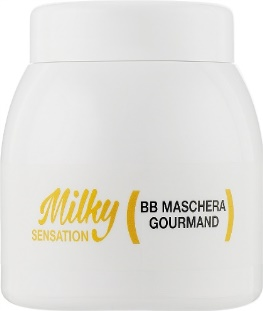 Milky
SENSATION
( BB MASCHERA
GOURMAND )